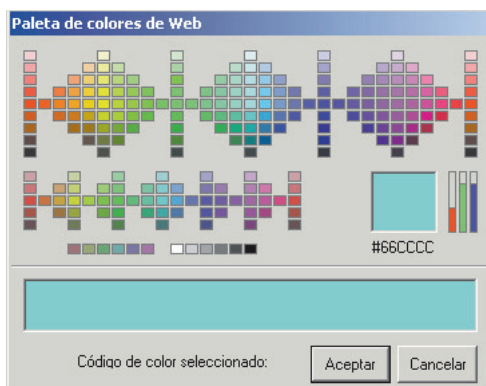 Paleta de colores de Web
#66CCCC
Código de color seleccionado:
Aceptar
Cancelar